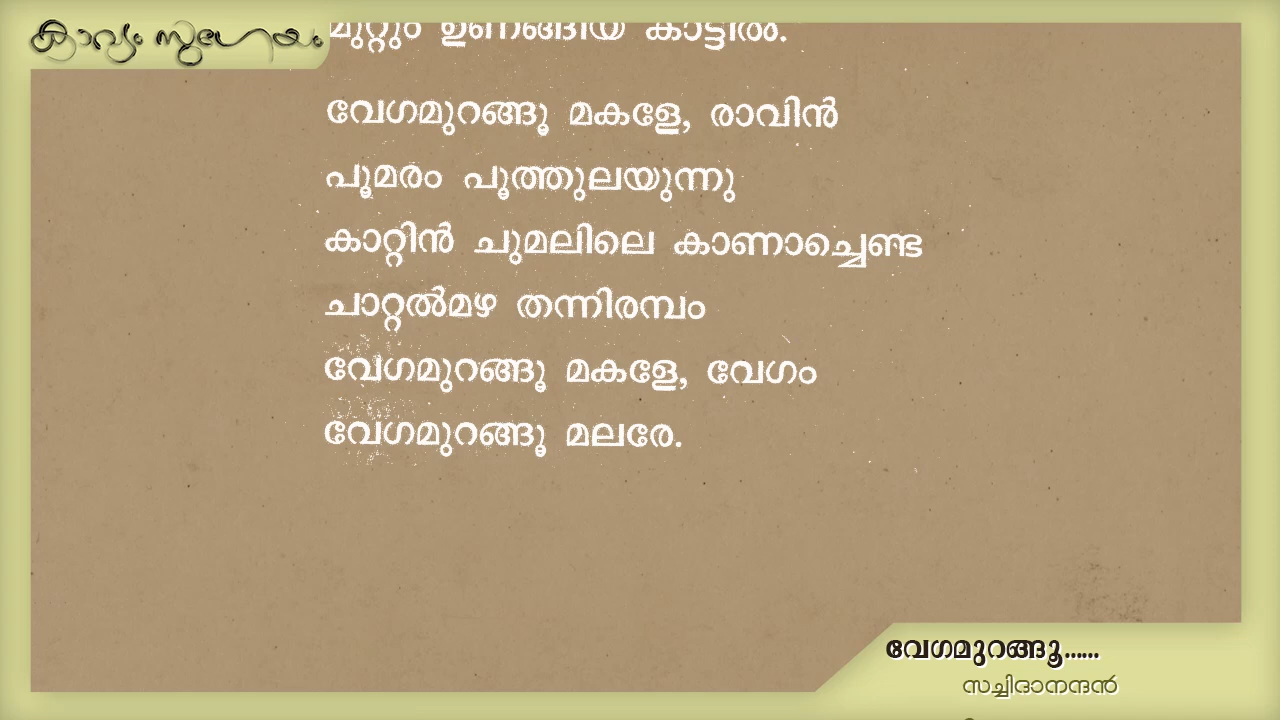 കാവ്യം സുഗേയം
മുറ്റും ഉണങ്ങിയ കാട്ടിൽ.
വേഗമുറങ്ങൂ മകളേ, രാവിൻ
പൂമരം പൂത്തുലയുന്നു
കാറ്റിൻ ചുമലിലെ കാണാച്ചെണ്ട
ചാറ്റൽമഴ തന്നിരമ്പം
വേഗമുറങ്ങൂ മകളേ, വേഗം
വേഗമുറങ്ങൂ മലരേ.
വേഗമുറങ്ങൂ......
സച്ചിദാനന്ദൻ